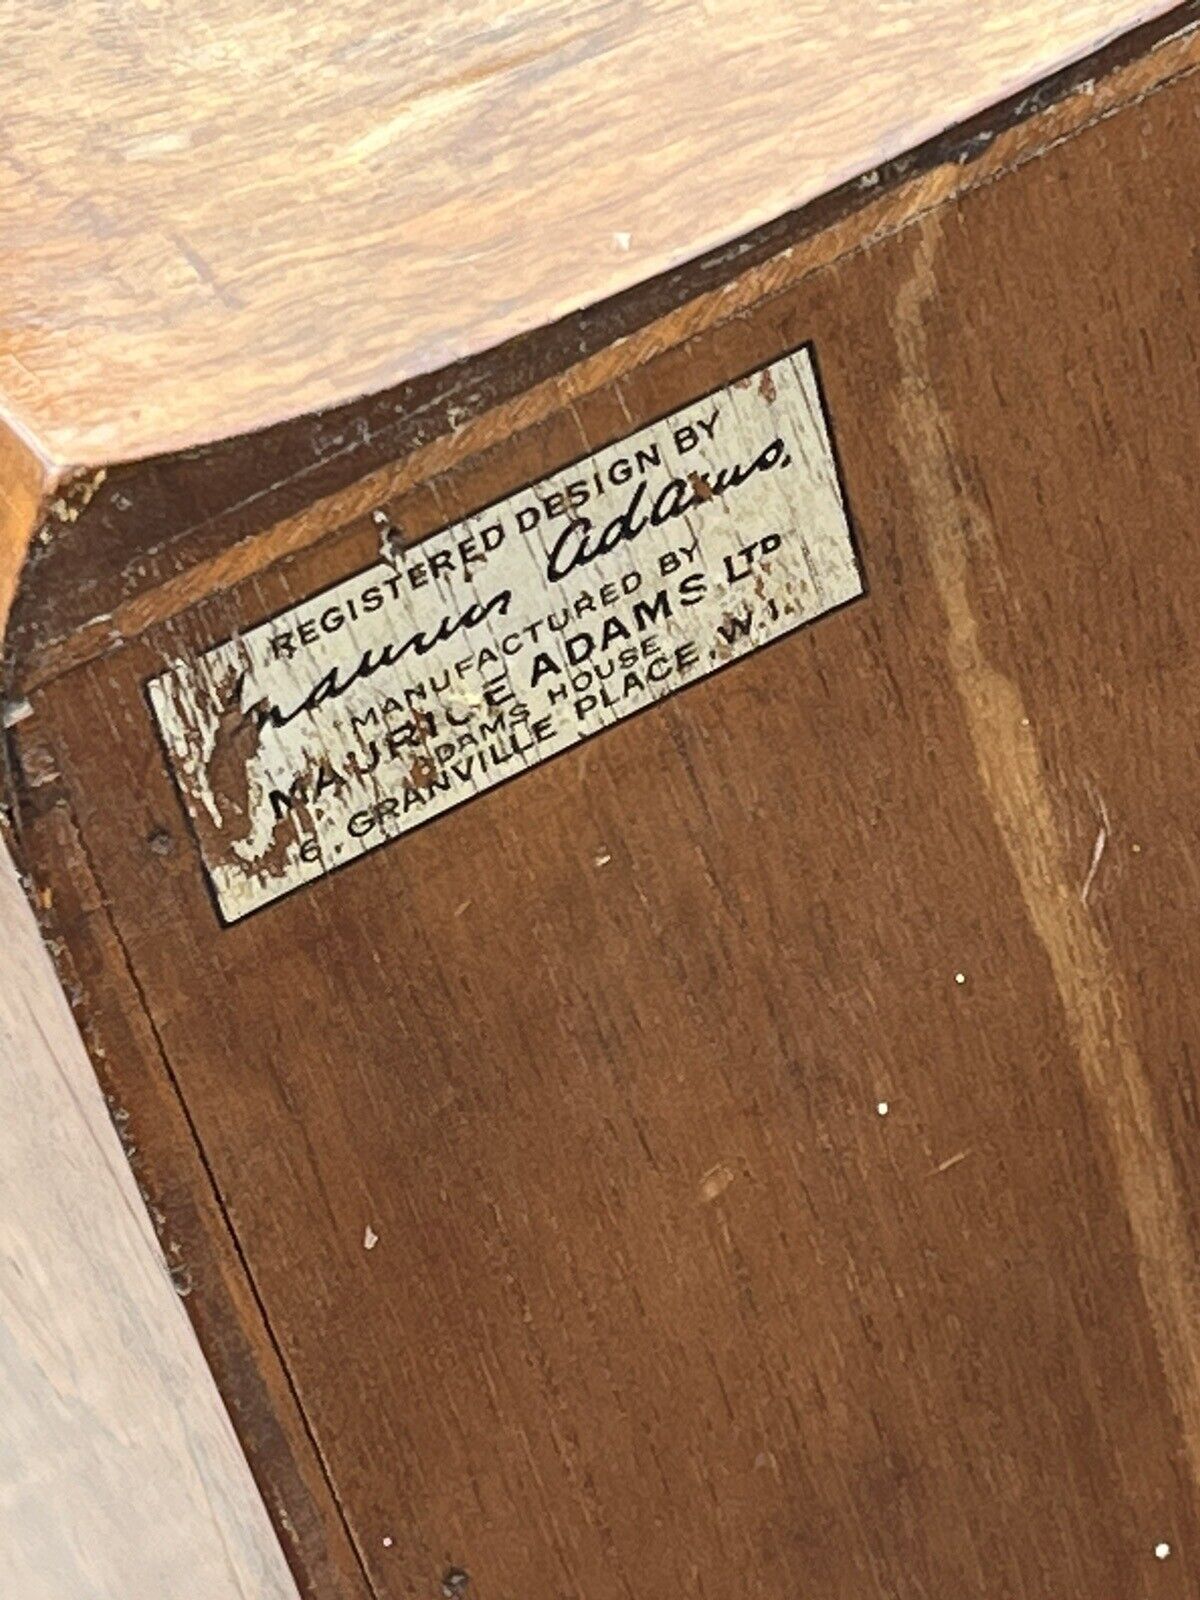 REGISTERED DESIGN BY
Maurice Adams.
MANUFACTURED BY
MAURICE ADAMS LTD
ADAMS HOUSE
6, GRANVILLE PLACE, W.1.